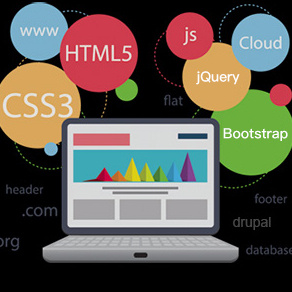 www
js
Cloud
HTML5
jQuery
CSS3
flat
Bootstrap
header
footer
.com
drupal
org
database